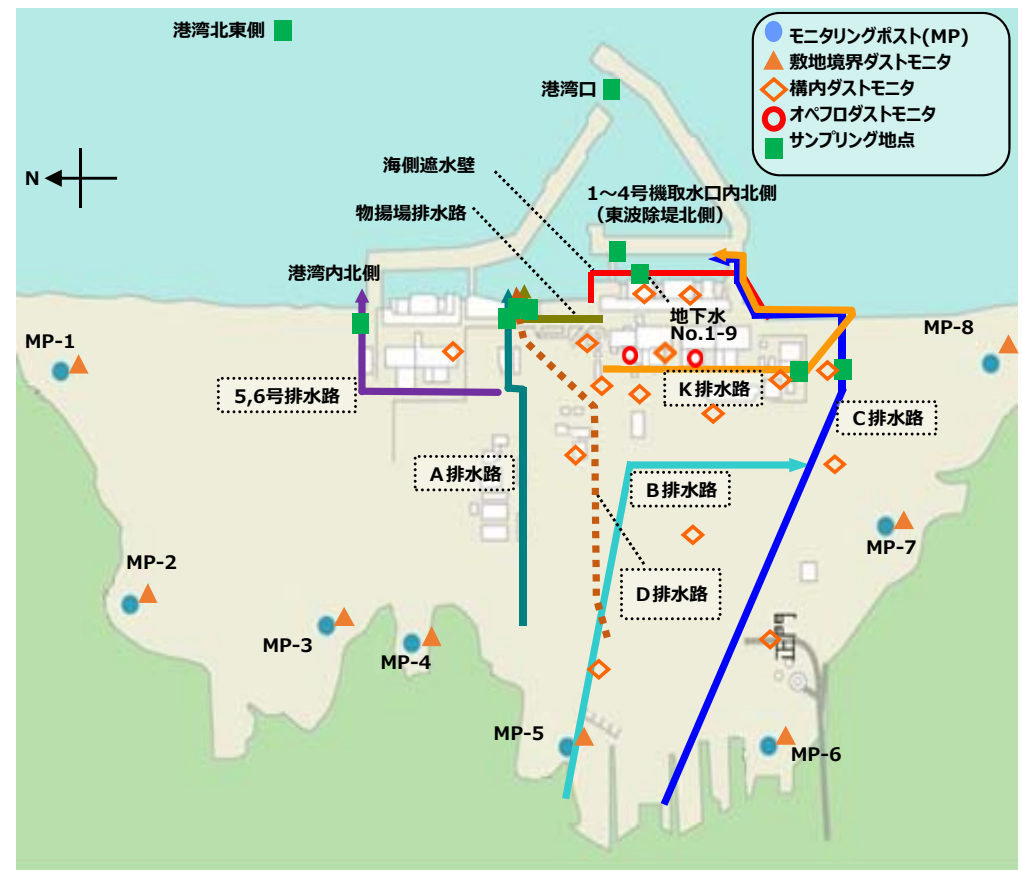 港湾北東側
モニタリングポスト(MP)
敷地境界ダストモニタ
構内ダストモニタ
オペフロダストモニタ
サンプリング地点
港湾口
N
海側遮水壁
1～4号機取水口内北側
（東波除堤北側）
物揚場排水路
港湾内北側
地下水
No.1-9
MP-1
MP-8
5,6号排水路
K排水路
C排水路
A排水路
B排水路
MP-7
MP-2
D排水路
MP-3
MP-4
MP-5
MP-6